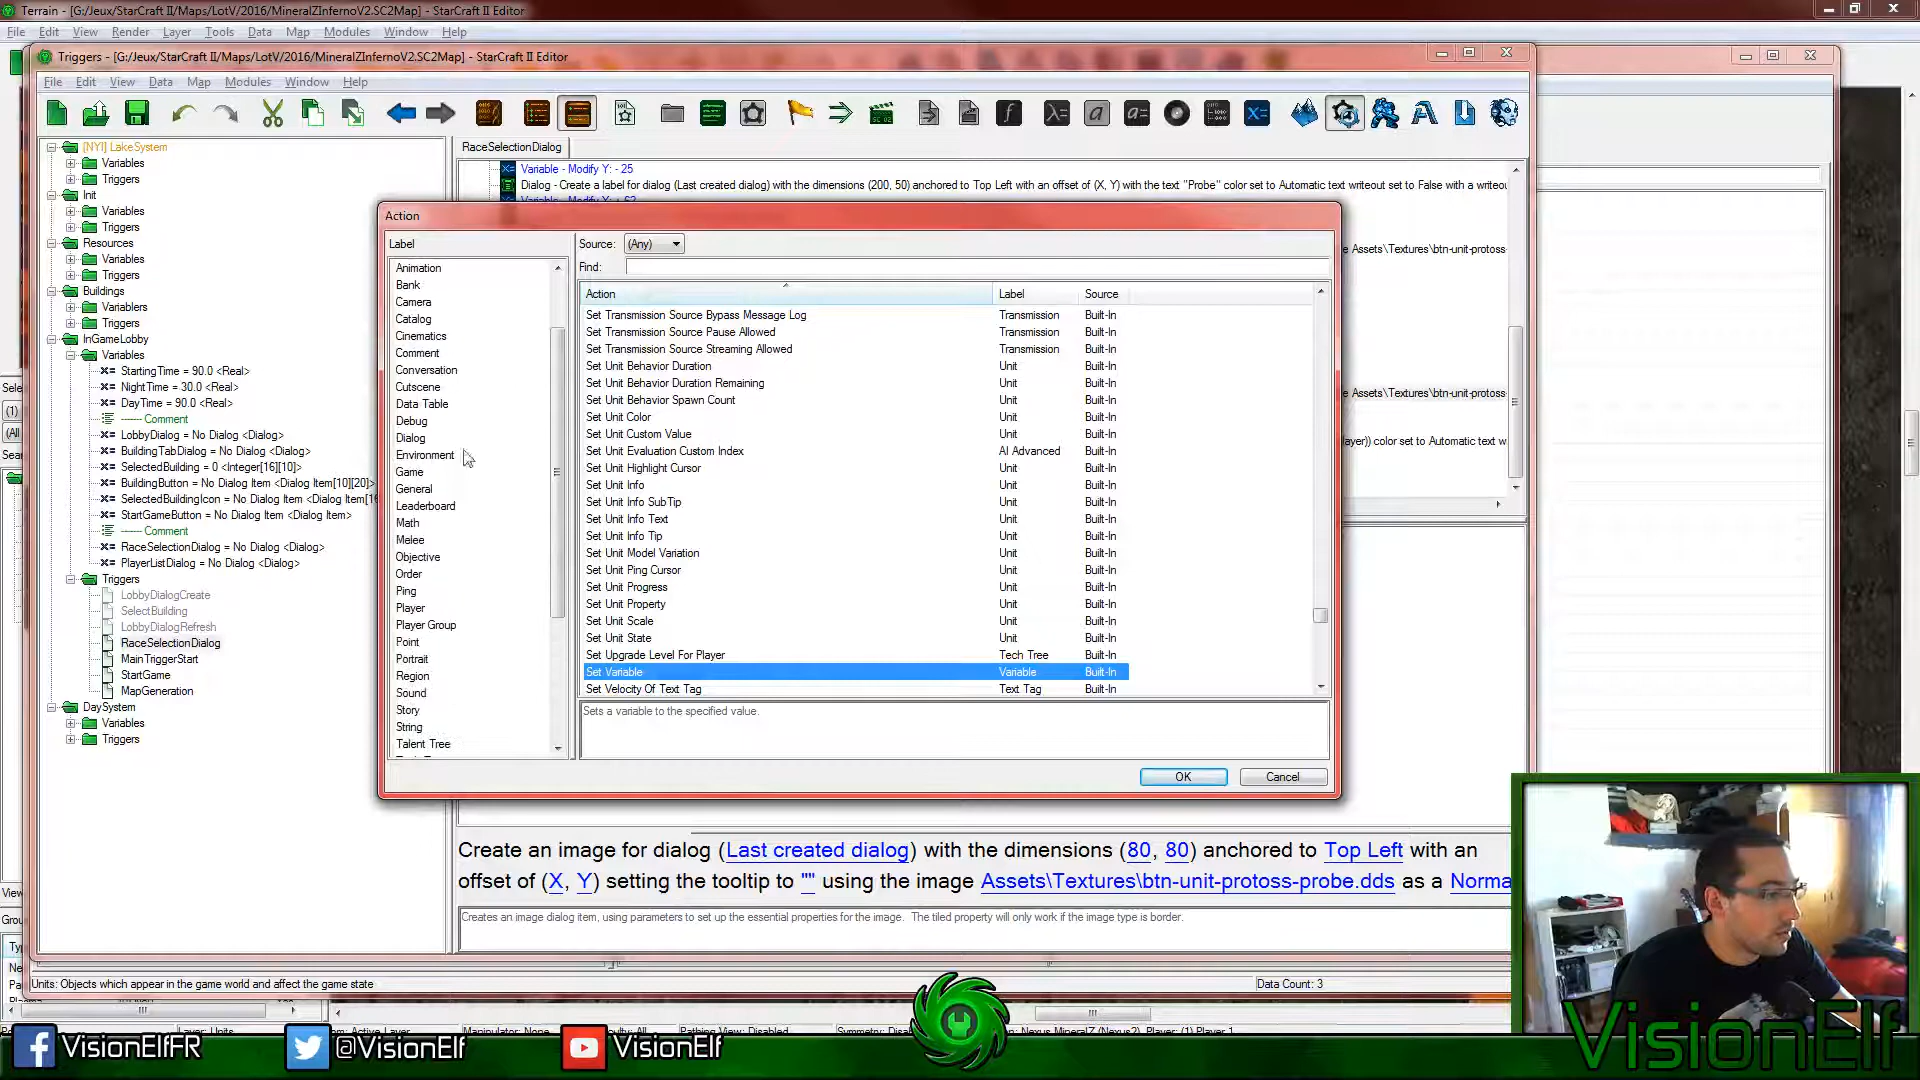 Terrain - [G:/Jeux/StarCraft II/Maps/LotV/2016/MineralZInfernoV2.SC2Map] - StarCraft II Editor
File Edit View Render Layer Tools Data Map Modules Window Help
Triggers - [G:/Jeux/StarCraft II/Maps/LotV/2016/MineralZInfernoV2.SC2Map] - StarCraft II Editor
File Edit View Data Map Modules Window Help
[NYI] LakeSystem
Variables
Triggers
Init
Variables
Triggers
Resources
Variables
Triggers
Buildings
Variablers
Triggers
InGameLobby
Variables
StartingTime = 90.0 <Real>
NightTime = 30.0 <Real>
DayTime = 90.0 <Real>
------- Comment
LobbyDialog = No Dialog <Dialog>
BuildingTabDialog = No Dialog <Dialog>
SelectedBuilding = 0 <Integer[16][10]>
BuildingButton = No Dialog Item <Dialog Item[10][20]>
SelectedBuildingIcon = No Dialog Item <Dialog Item[16
StartGameButton = No Dialog Item <Dialog Item>
------- Comment
RaceSelectionDialog = No Dialog <Dialog>
PlayerListDialog = No Dialog <Dialog>
Triggers
LobbyDialogCreate
SelectBuilding
LobbyDialogRefresh
RaceSelectionDialog
MainTriggerStart
StartGame
MapGeneration
DaySystem
Variables
Triggers
RaceSelectionDialog
Variable - Modify Y: - 25
Dialog - Create a label for dialog (Last created dialog) with the dimensions (200, 50) anchored to Top Left with an offset of (X, Y) with the text "Probe" color set to Automatic text writeout set to False with a writeou
Variable - Modify Y: + 62
e Assets\Textures\btn-unit-protoss-
e Assets\Textures\btn-unit-protoss-
ayer)) color set to Automatic text w
Action
Label
Animation
Bank
Camera
Catalog
Cinematics
Comment
Conversation
Cutscene
Data Table
Debug
Dialog
Environment
Game
General
Leaderboard
Math
Melee
Objective
Order
Ping
Player
Player Group
Point
Portrait
Region
Sound
Story
String
Talent Tree
Source: (Any)
Find:
Action Label Source
Set Transmission Source Bypass Message Log Transmission Built-In
Set Transmission Source Pause Allowed Transmission Built-In
Set Transmission Source Streaming Allowed Transmission Built-In
Set Unit Behavior Duration Unit Built-In
Set Unit Behavior Duration Remaining Unit Built-In
Set Unit Behavior Spawn Count Unit Built-In
Set Unit Color Unit Built-In
Set Unit Custom Value Unit Built-In
Set Unit Evaluation Custom Index AI Advanced Built-In
Set Unit Highlight Cursor Unit Built-In
Set Unit Info Unit Built-In
Set Unit Info SubTip Unit Built-In
Set Unit Info Text Unit Built-In
Set Unit Info Tip Unit Built-In
Set Unit Model Variation Unit Built-In
Set Unit Ping Cursor Unit Built-In
Set Unit Progress Unit Built-In
Set Unit Property Unit Built-In
Set Unit Scale Unit Built-In
Set Unit State Unit Built-In
Set Upgrade Level For Player Tech Tree Built-In
Set Variable Variable Built-In
Set Velocity Of Text Tag Text Tag Built-In
Sets a variable to the specified value.
OK Cancel
Create an image for dialog (Last created dialog) with the dimensions (80, 80) anchored to Top Left with an
offset of (X, Y) setting the tooltip to "" using the image Assets\Textures\btn-unit-protoss-probe.dds as a Norma
Creates an image dialog item, using parameters to set up the essential properties for the image. The tiled property will only work if the image type is border.
Units: Objects which appear in the game world and affect the game state
Data Count: 3
VisionElfFR
@VisionElf
VisionElf
VisionElf